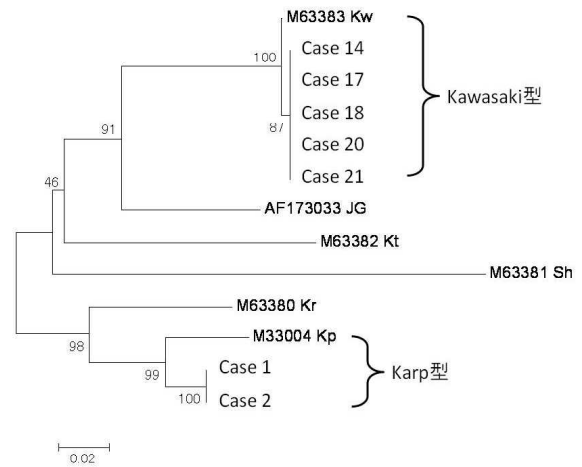 M63383 Kw
100
Case 14
Case 17
Case 18
87
Case 20
Case 21
Kawasaki型
91
46
AF173033 JG
M63382 Kt
M63381 Sh
M63380 Kr
98
M33004 Kp
99
Case 1
100
Case 2
Karp型
0.02